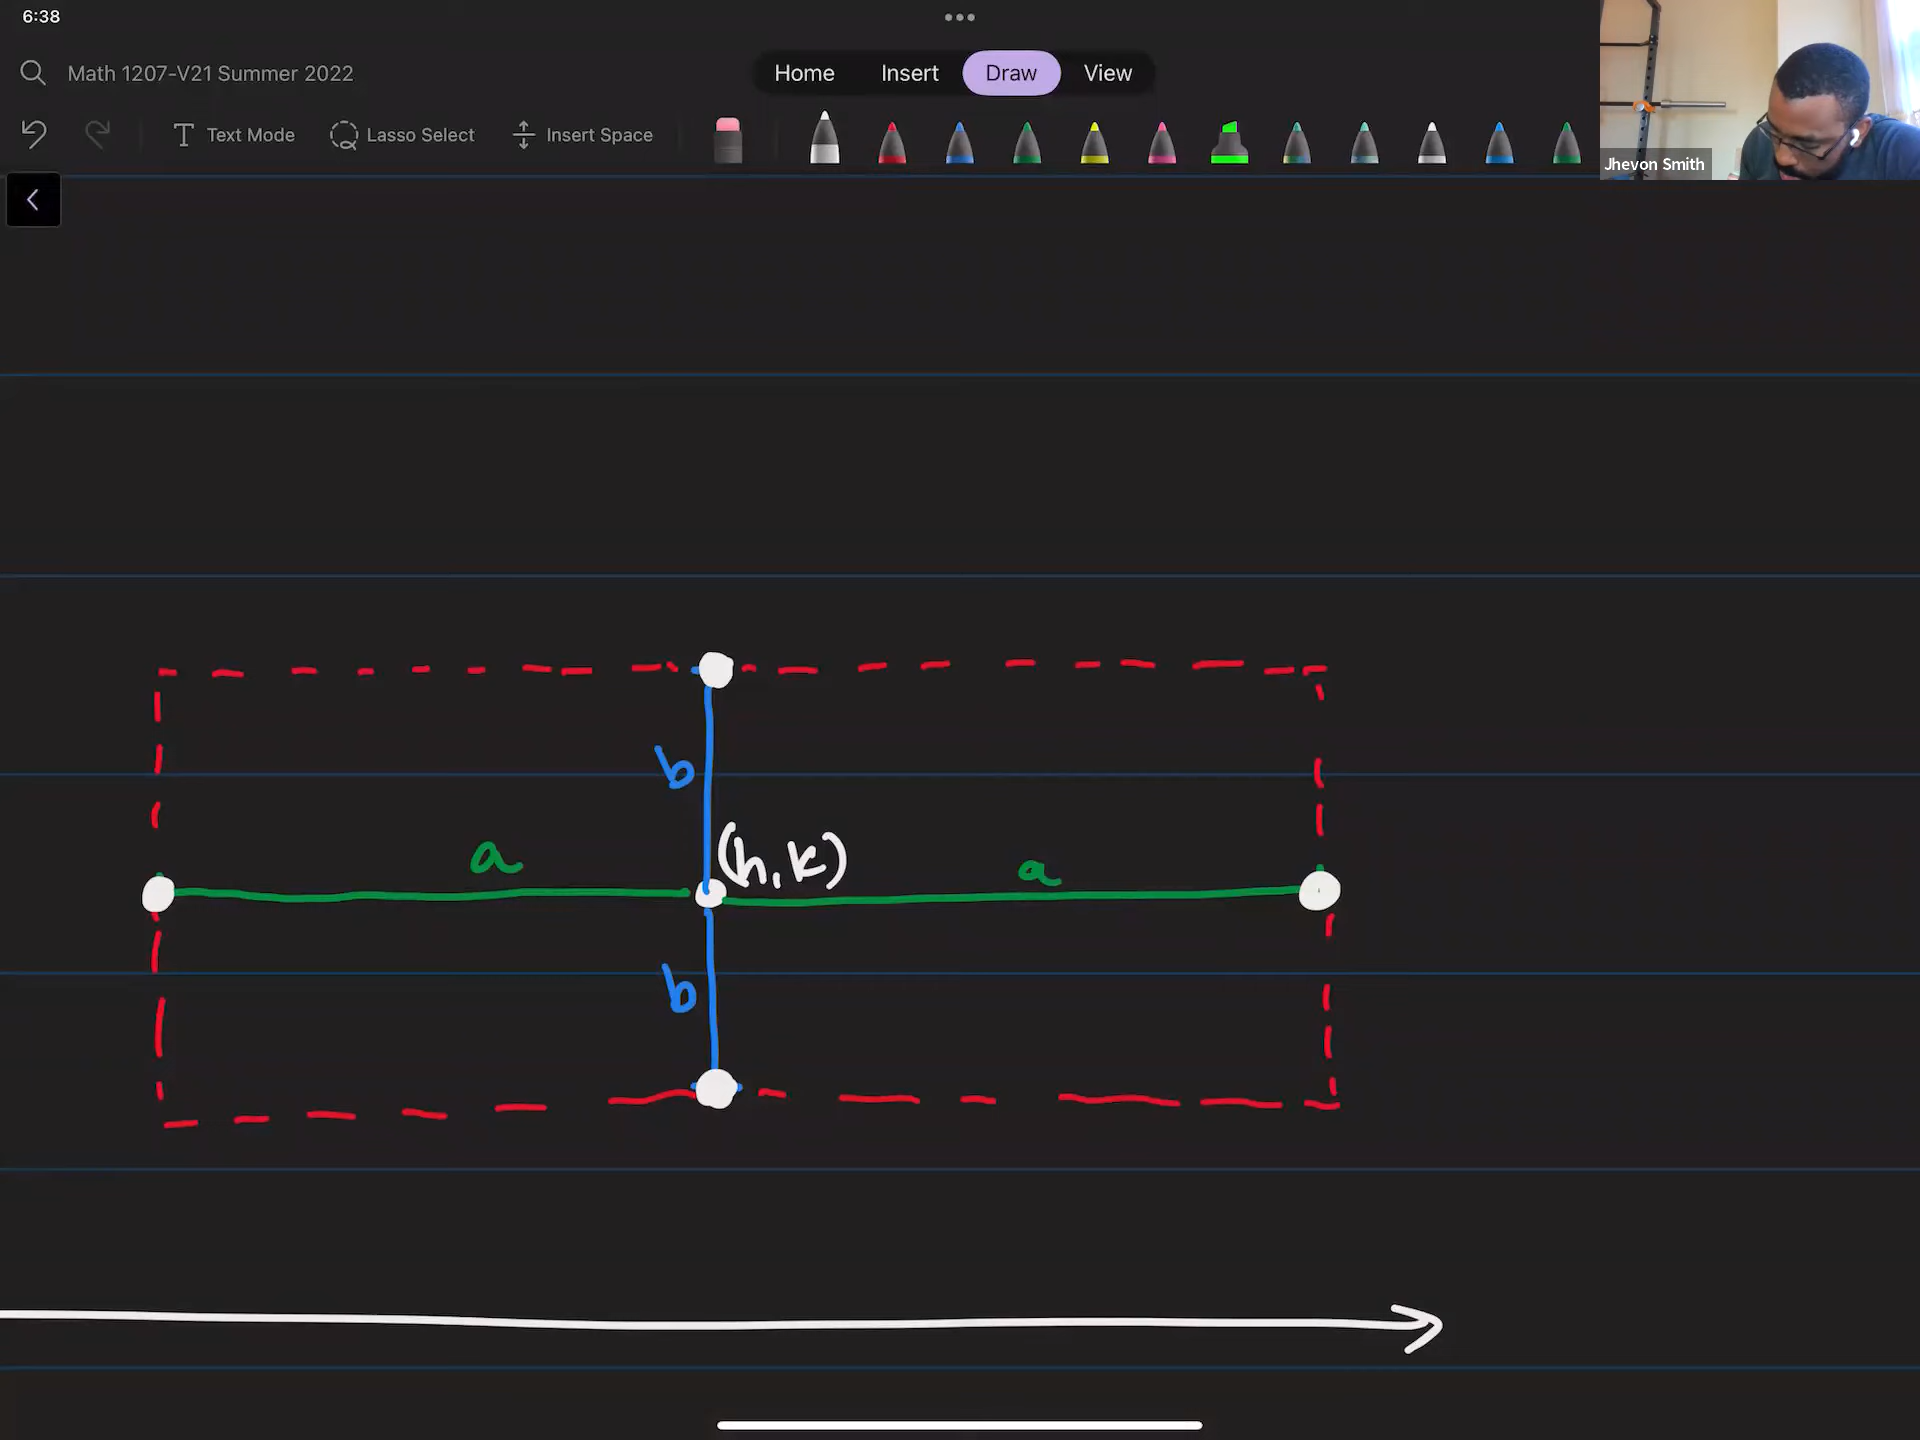 6:38
Math 1207-V21 Summer 2022
Home Insert Draw View
Text Mode Lasso Select Insert Space
Jhevon Smith
b
(h,k)
a a
b